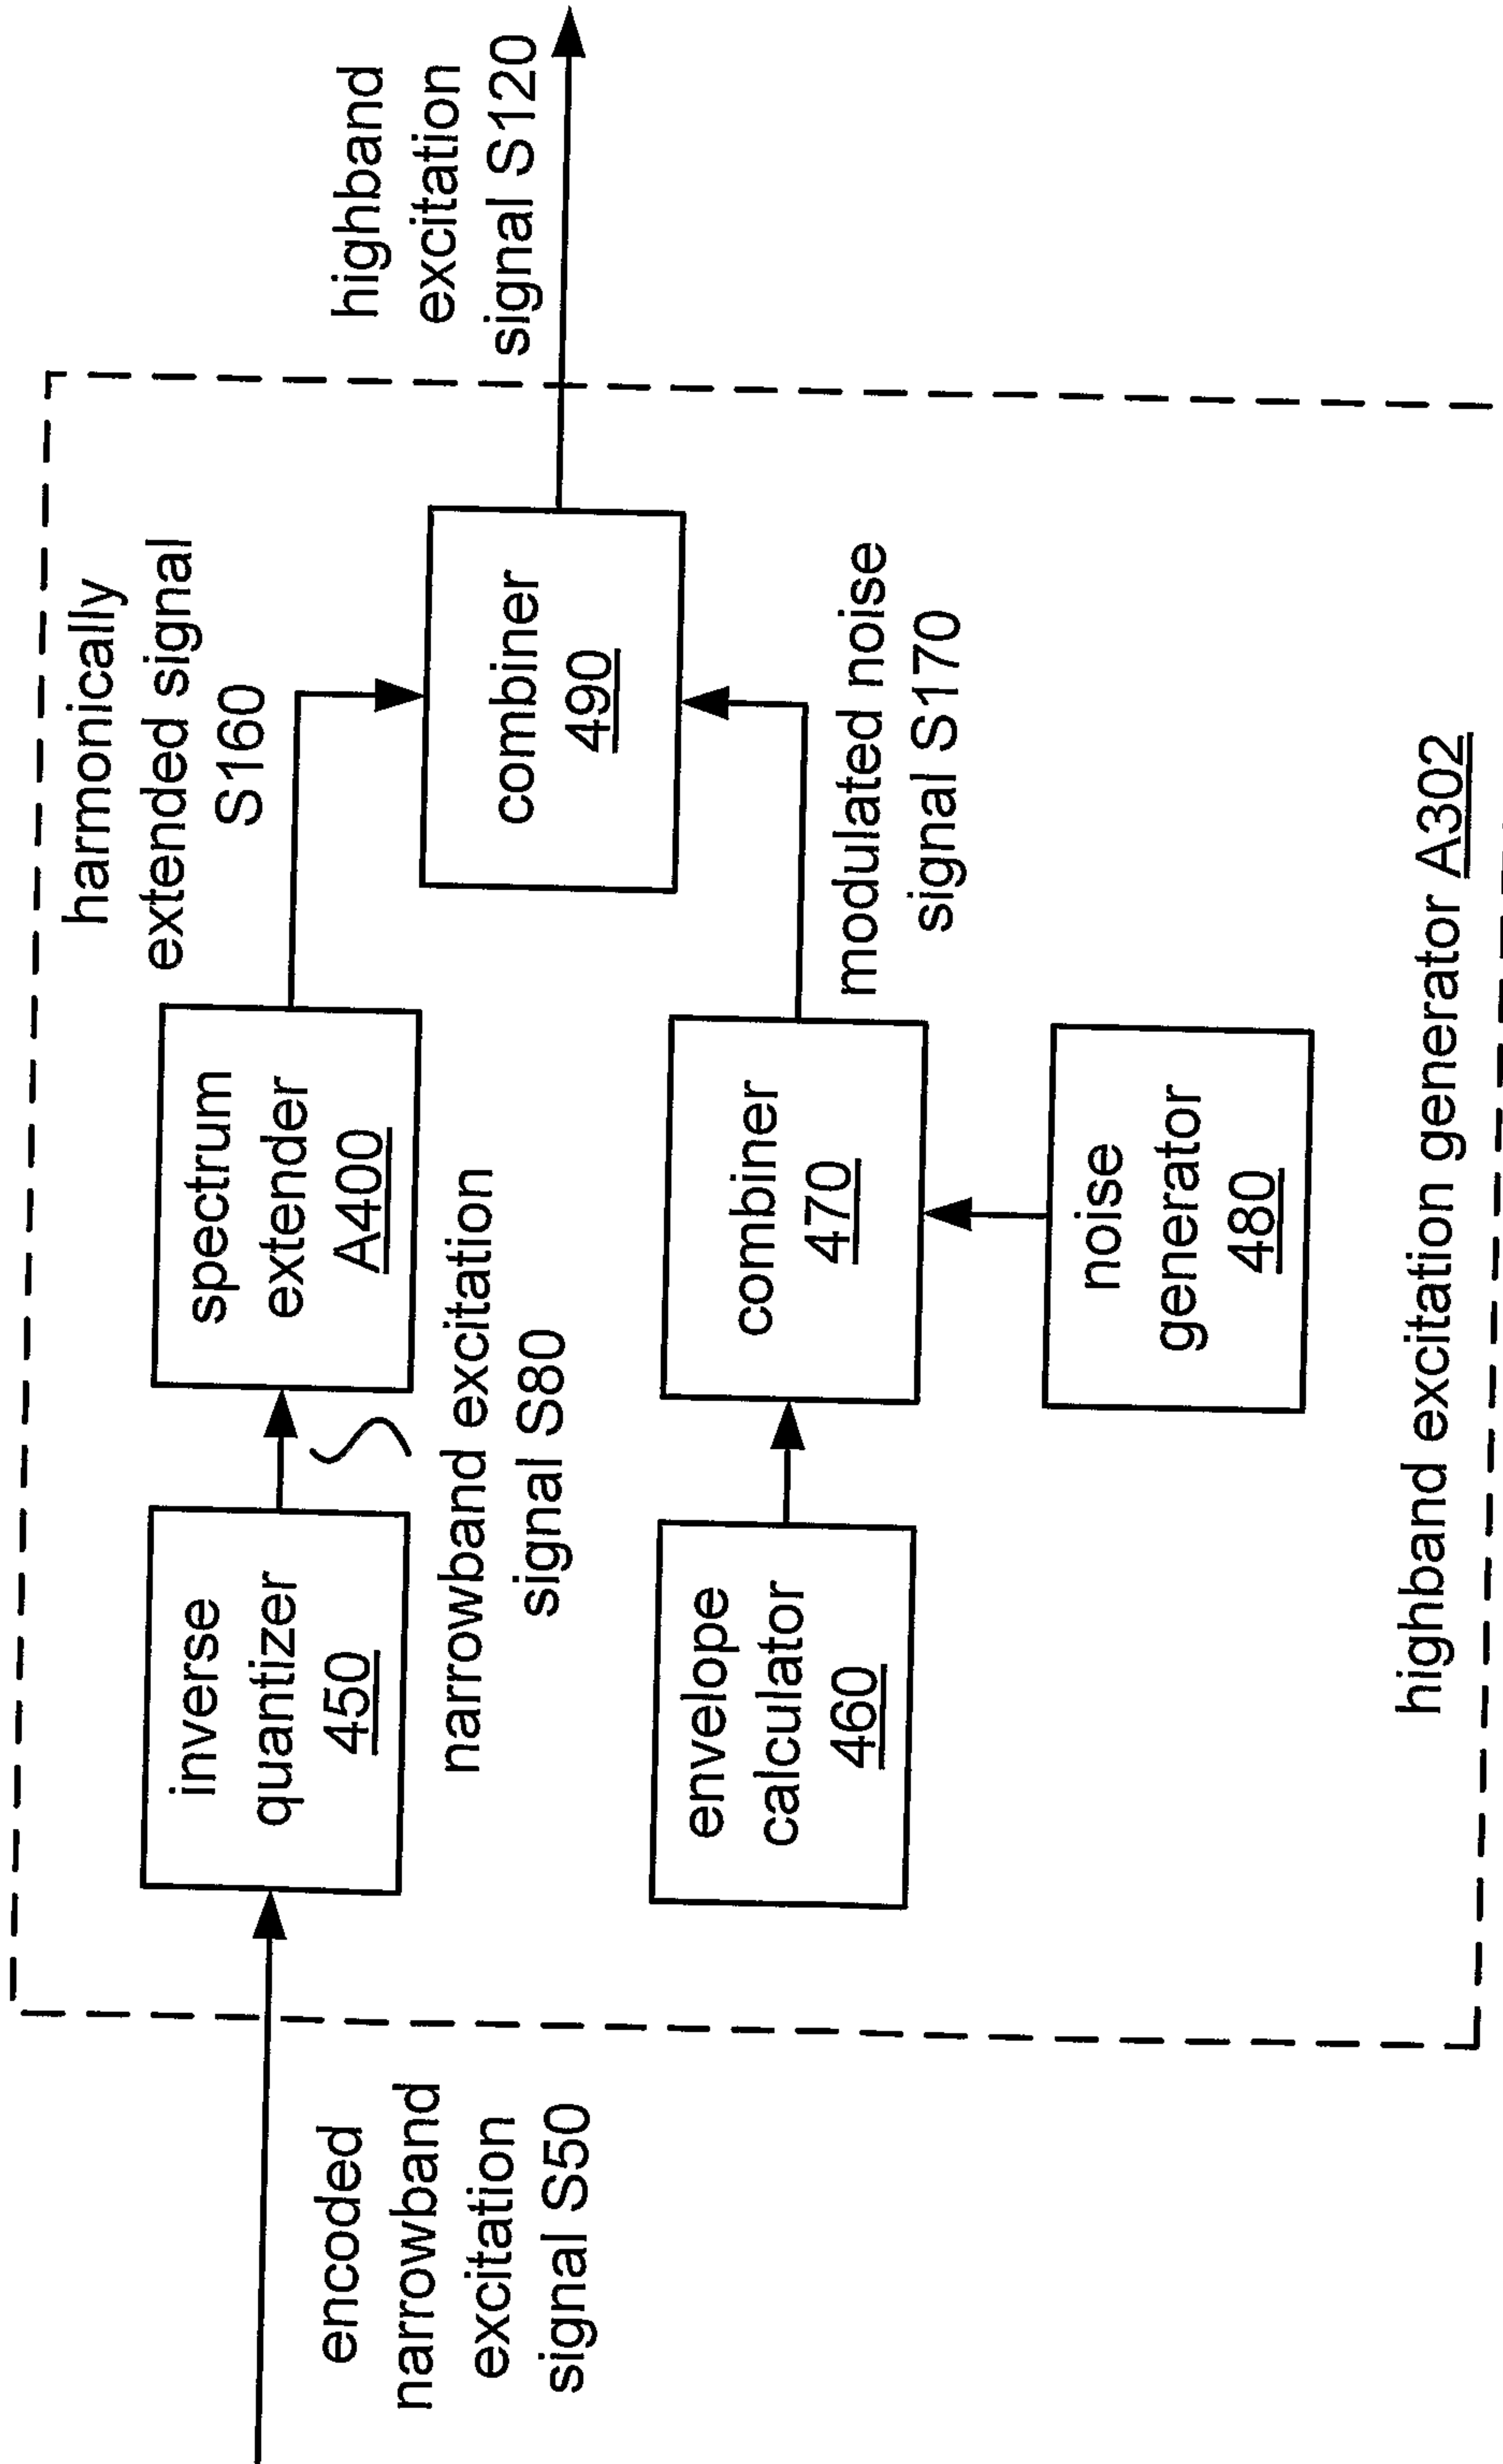 encoded
narrowband
excitation
signal S50
inverse
quantizer
450
narrowband excitation
signal S80
spectrum
extender
A400
harmonically
extended signal
S160
envelope
calculator
460
combiner
470
noise
generator
480
modulated noise
signal S170
combiner
490
highband
excitation
signal S120
highband excitation generator A302